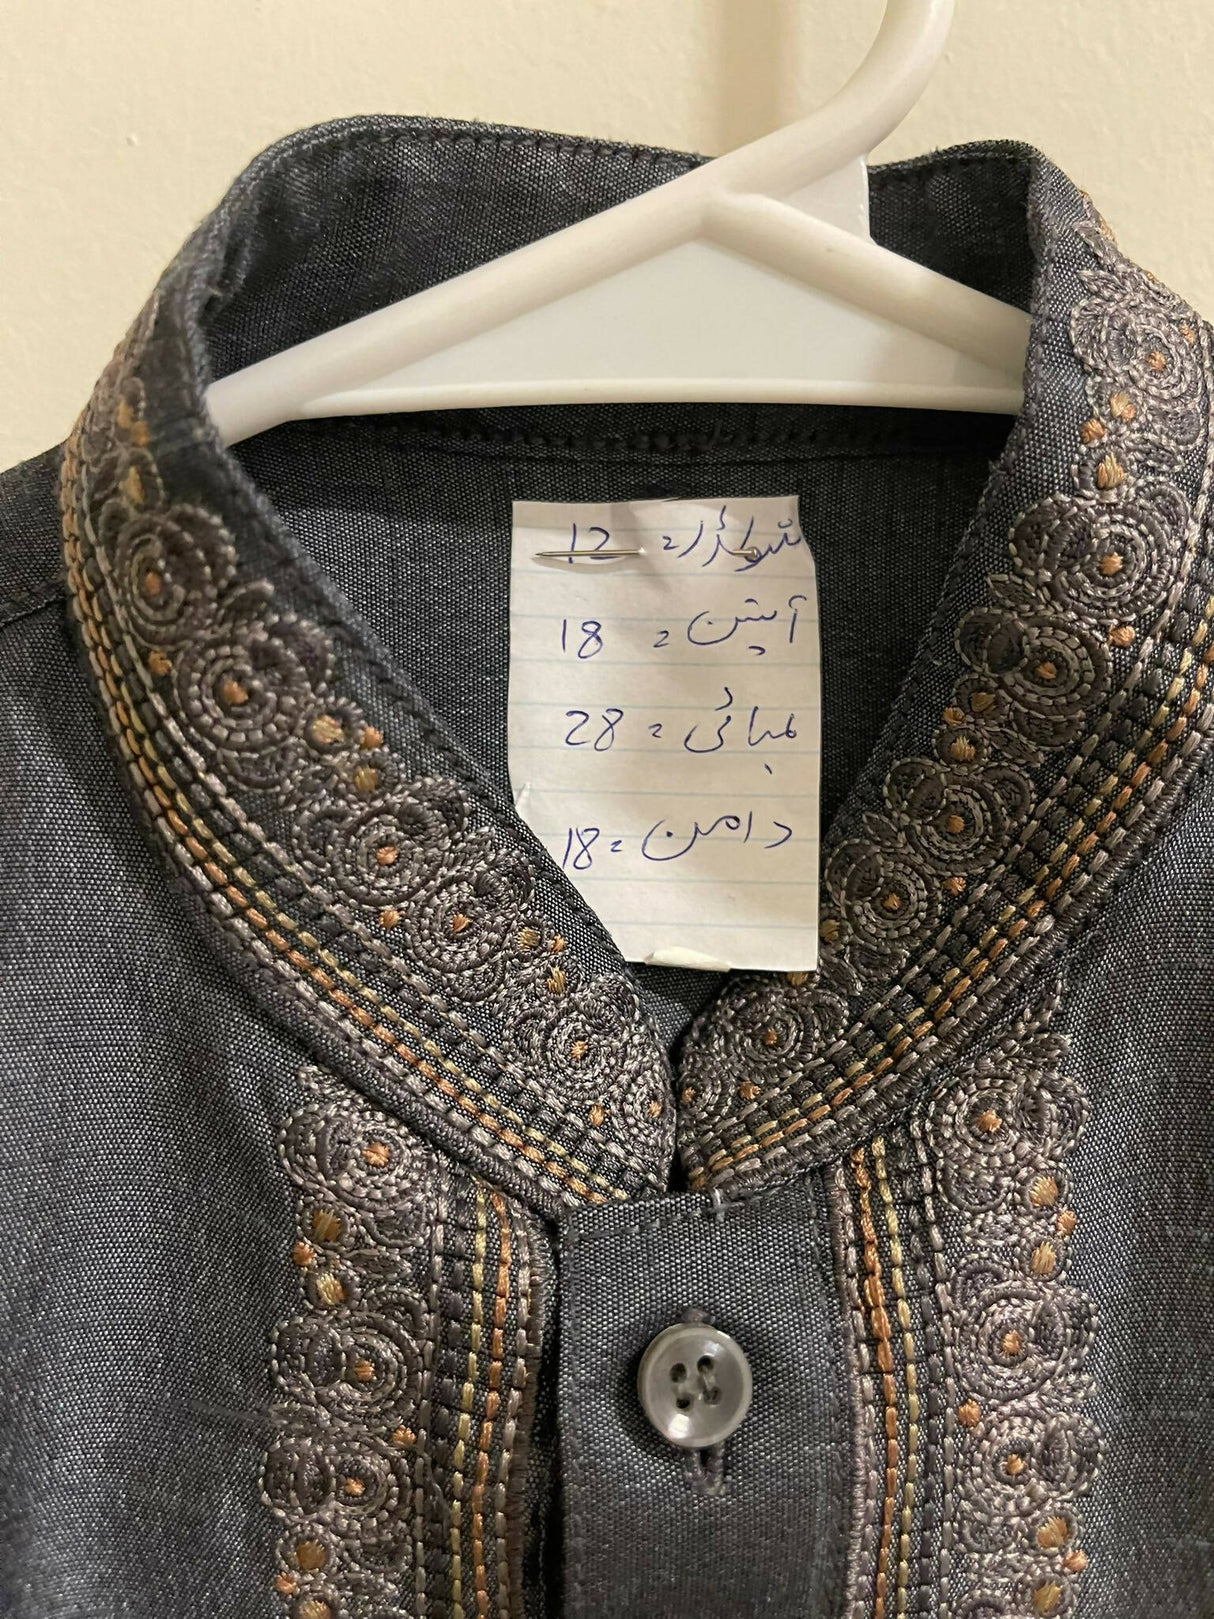 شولڈر = 12
آستین = 18
لمبائی = 28
دامن = 18